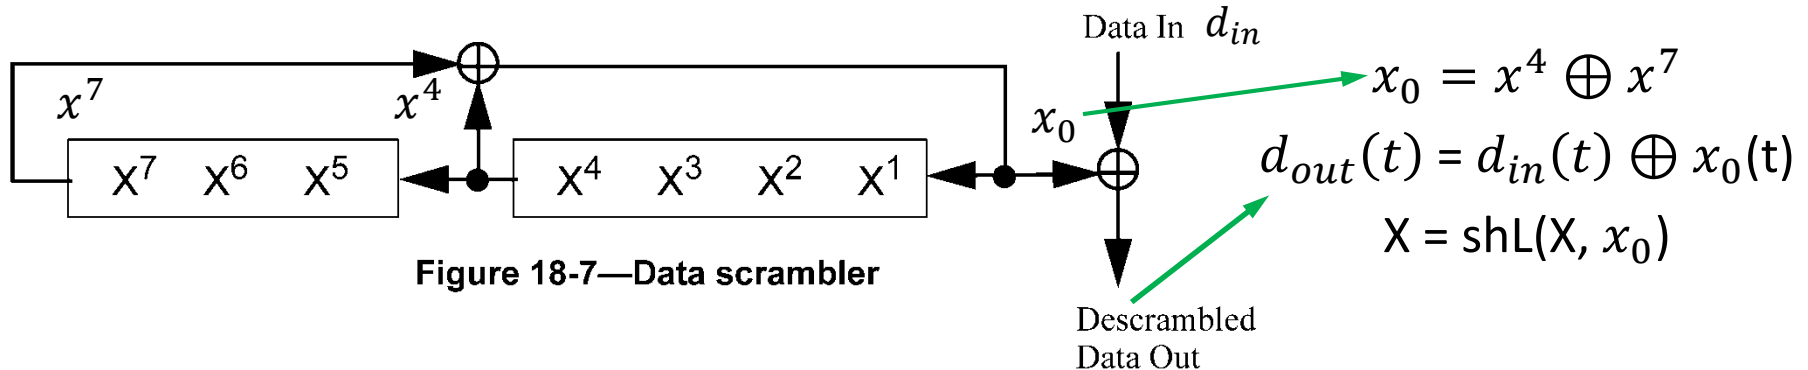 Data In d_in
x^7
x^4
x_0
x_0 = x^4 ⊕ x^7
X^7 X^6 X^5
X^4 X^3 X^2 X^1
d_out(t) = d_in(t) ⊕ x_0(t)
X = shL(X, x_0)
Figure 18-7—Data scrambler
Descrambled
Data Out